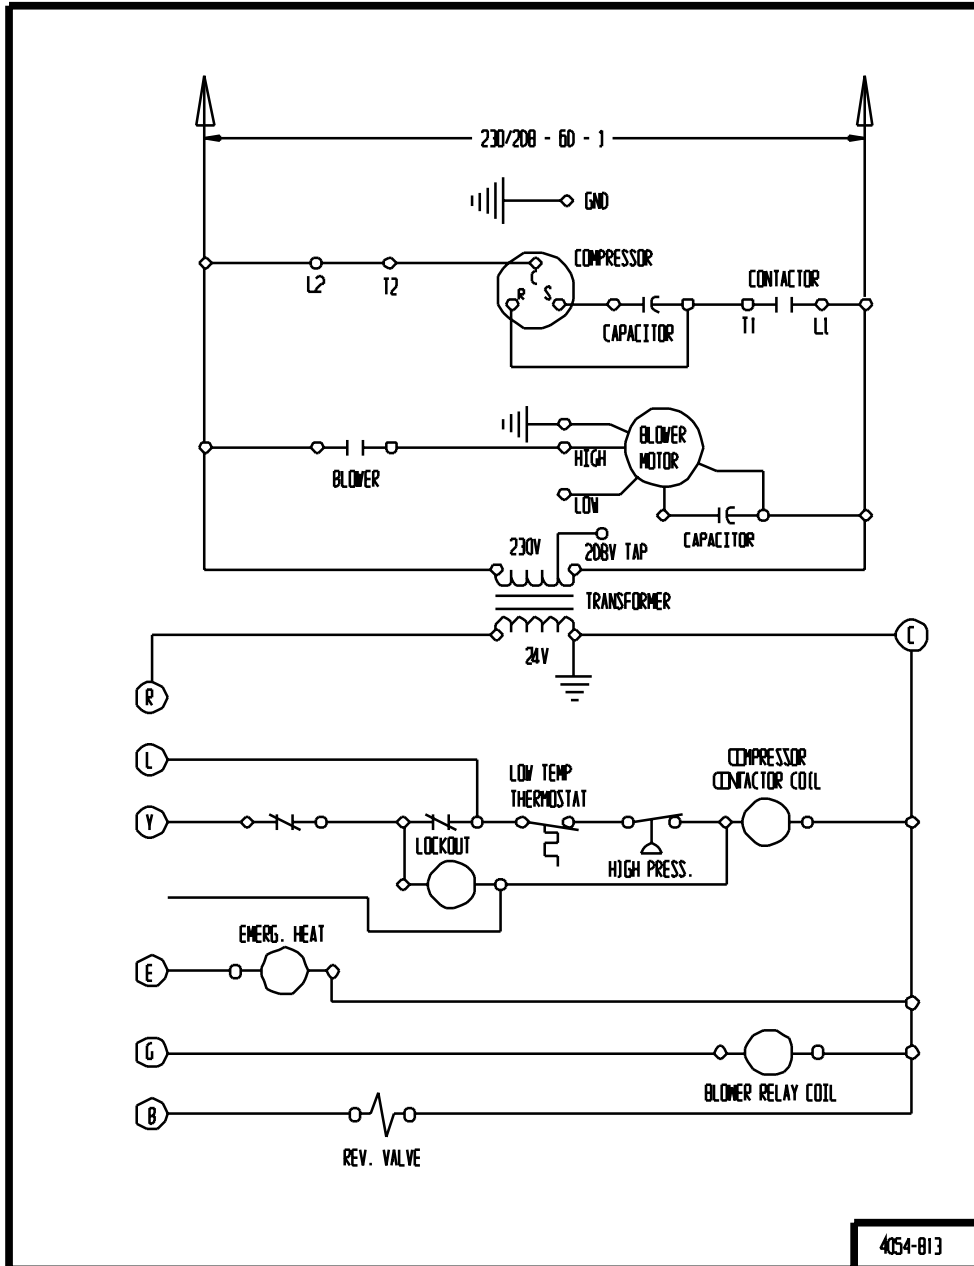 230/208 - 60 - 1
GND
COMPRESSOR
C
R S
L2
T2
CONTACTOR
CAPACITOR
T1
L1
BLOWER
MOTOR
HIGH
BLOWER
LOW
CAPACITOR
230V
208V TAP
TRANSFORMER
24V
C
R
L
LOW TEMP
THERMOSTAT
COMPRESSOR
CONTACTOR COIL
Y
LOCKOUT
HIGH PRESS.
EMERG. HEAT
E
G
BLOWER RELAY COIL
B
REV. VALVE
4054-813